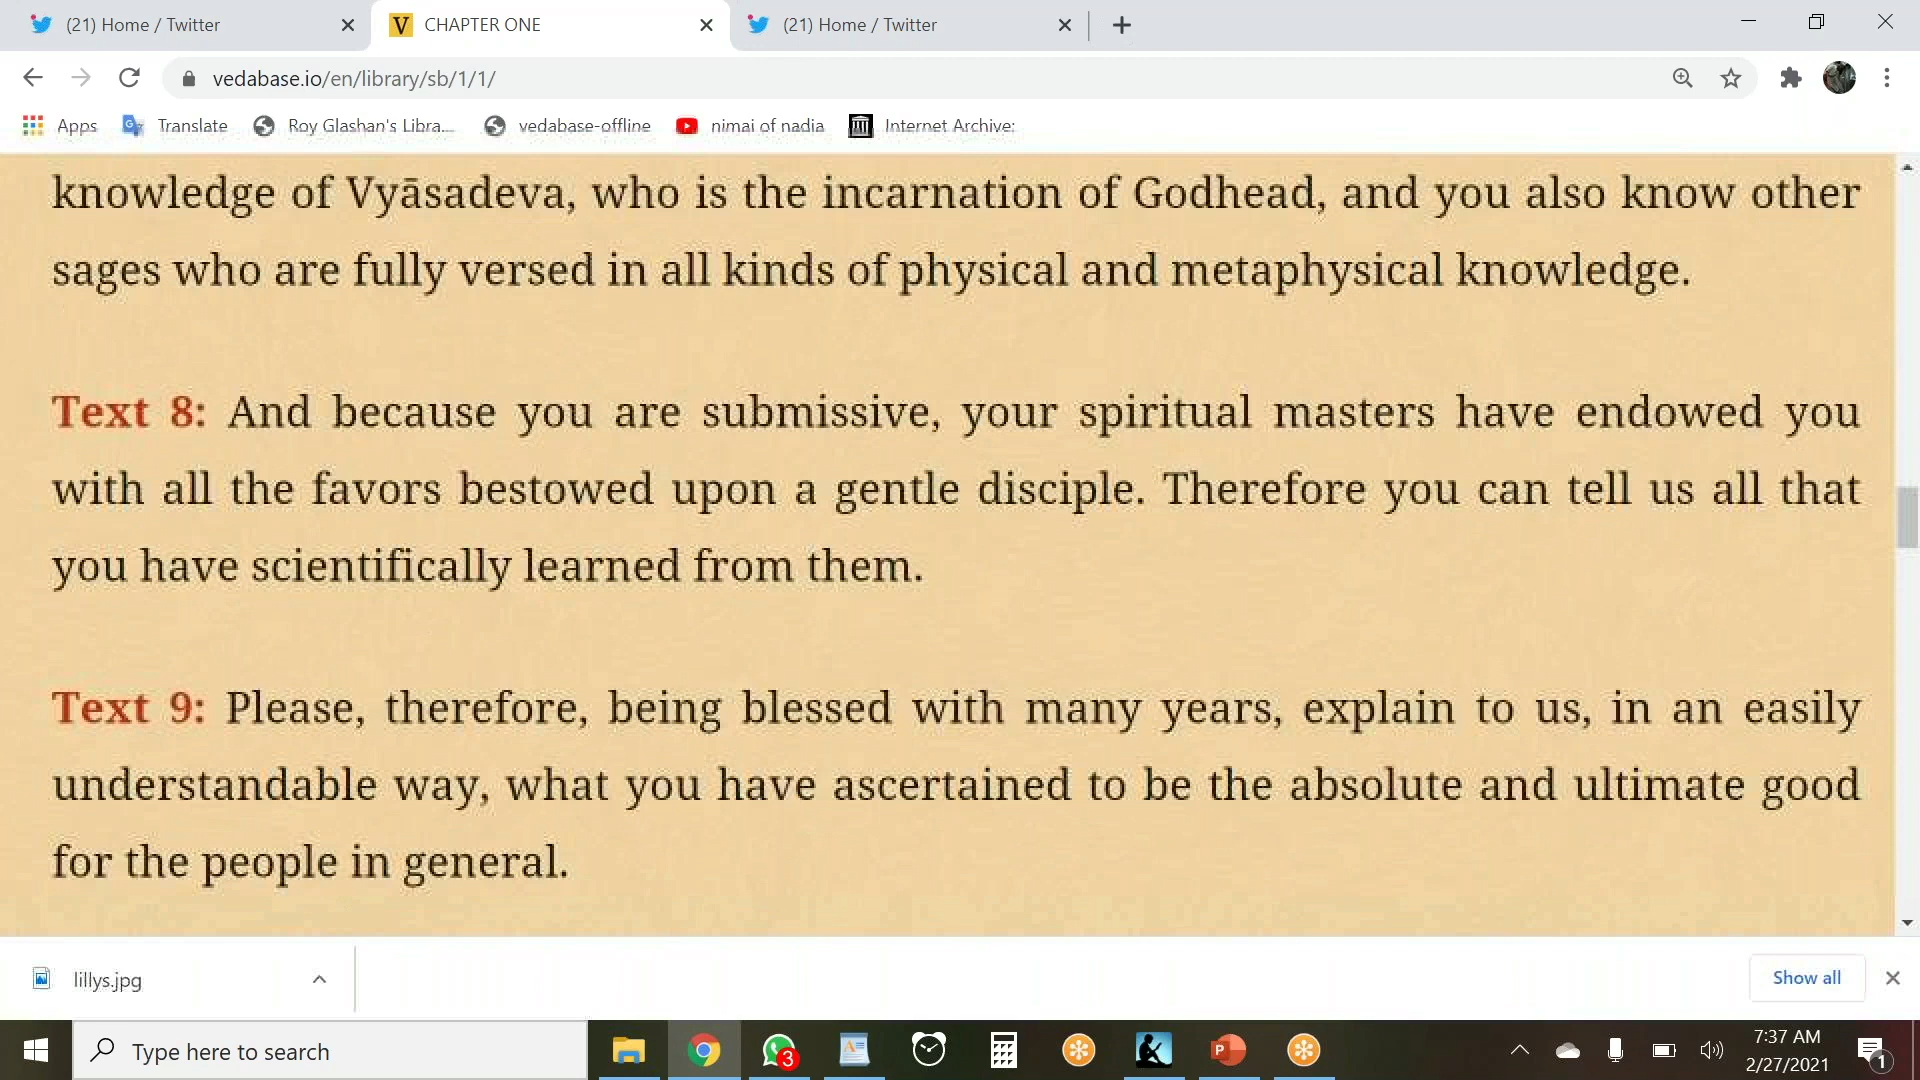 (21) Home / Twitter
CHAPTER ONE
(21) Home / Twitter
vedabase.io/en/library/sb/1/1/
Apps
Translate
Roy Glashan's Libra...
vedabase-offline
nimai of nadia
Internet Archive:
knowledge of Vyāsadeva, who is the incarnation of Godhead, and you also know other
sages who are fully versed in all kinds of physical and metaphysical knowledge.
Text 8: And because you are submissive, your spiritual masters have endowed you
with all the favors bestowed upon a gentle disciple. Therefore you can tell us all that
you have scientifically learned from them.
Text 9: Please, therefore, being blessed with many years, explain to us, in an easily
understandable way, what you have ascertained to be the absolute and ultimate good
for the people in general.
lillys.jpg
Show all
Type here to search
3
7:37 AM
2/27/2021
1